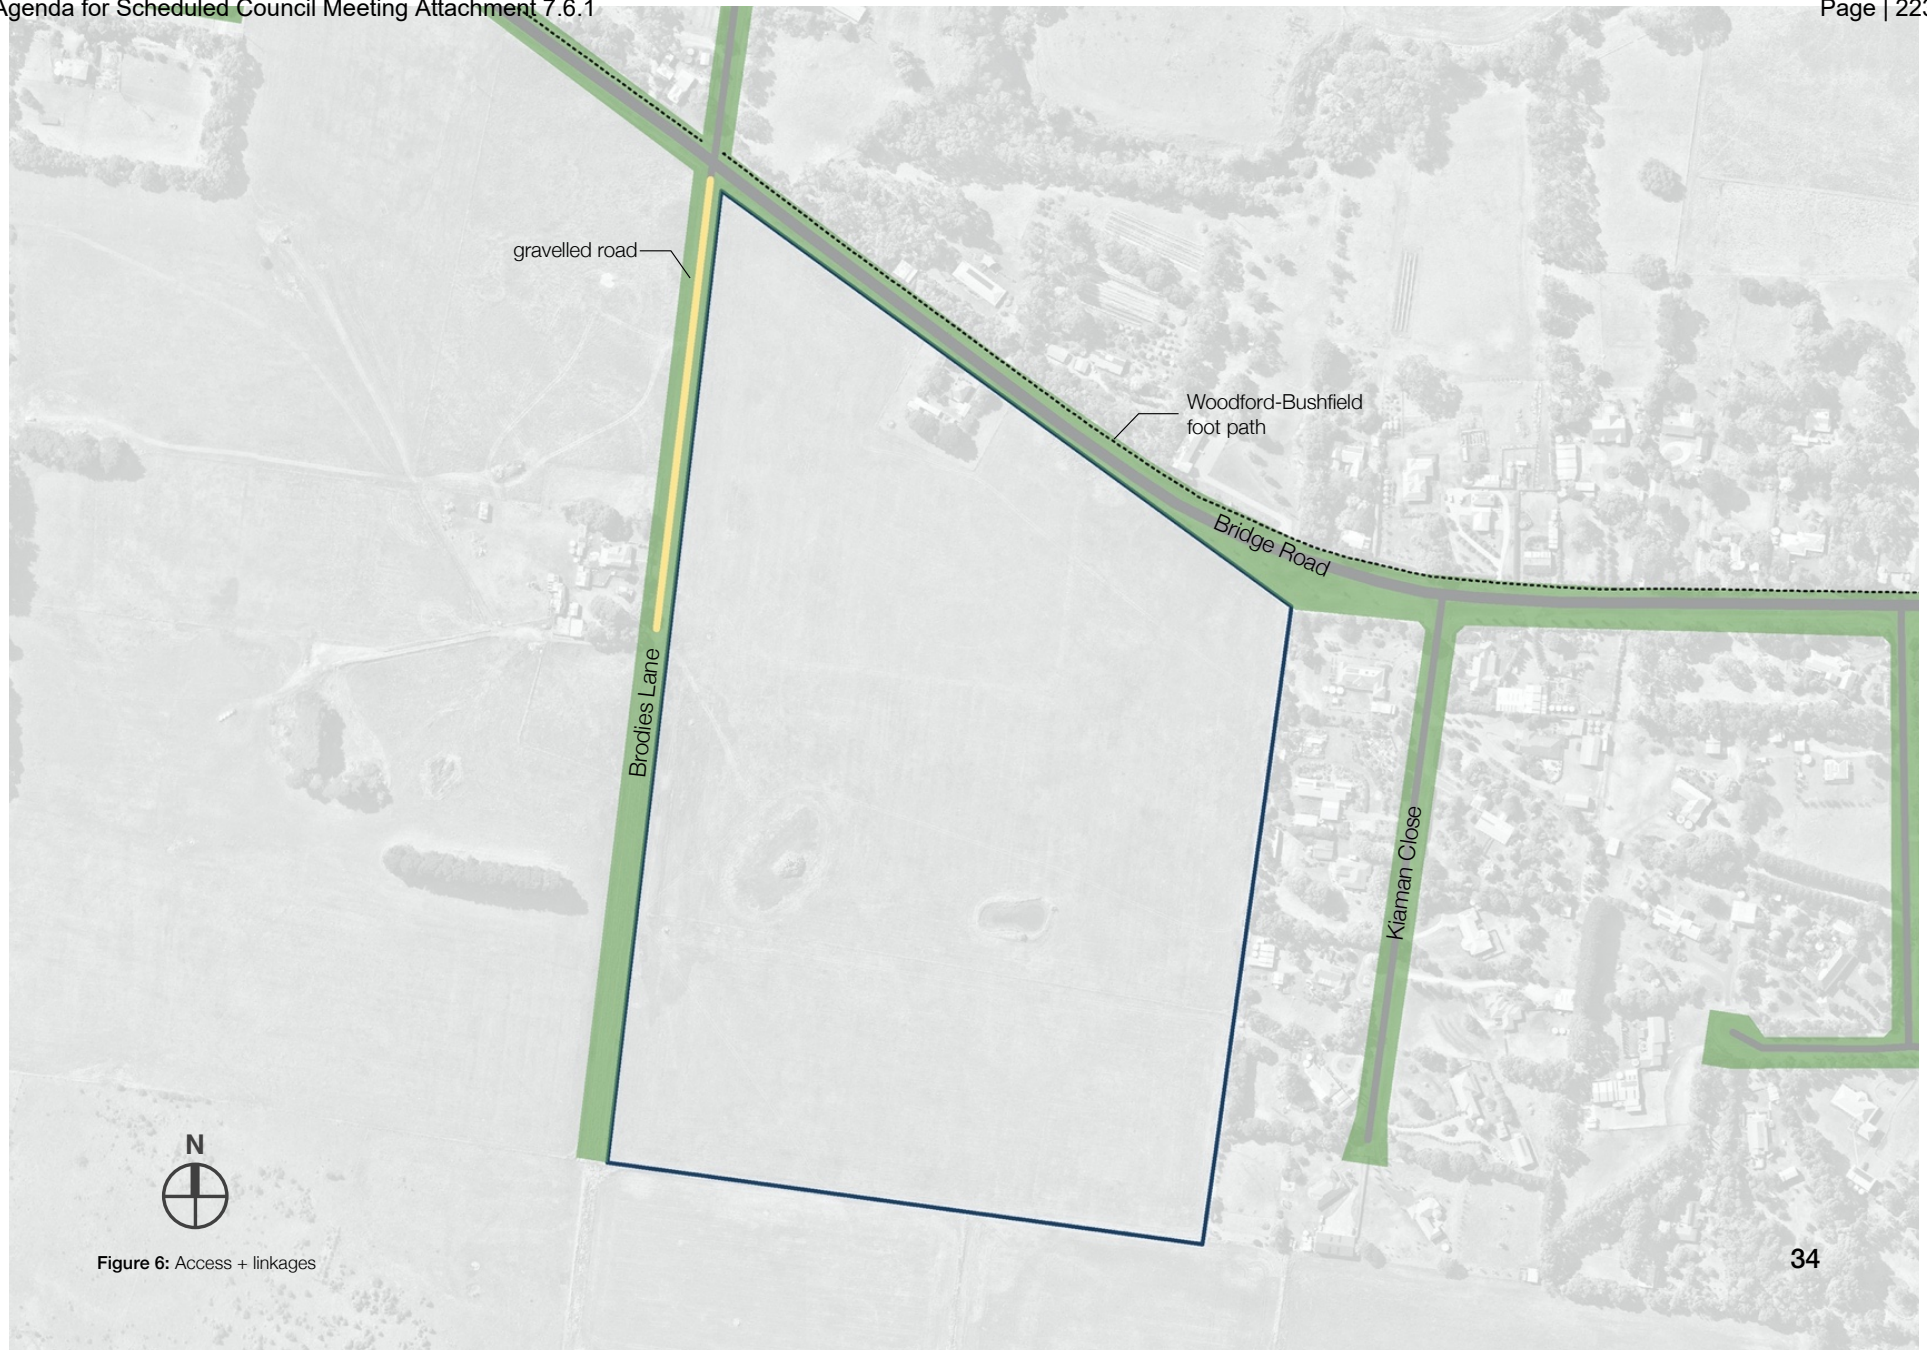 Agenda for Scheduled Council Meeting Attachment 7.6.1
Page | 223
gravelled road
Woodford-Bushfield
foot path
Bridge Road
Brodies Lane
Kiaman Close
N
Figure 6: Access + linkages
34